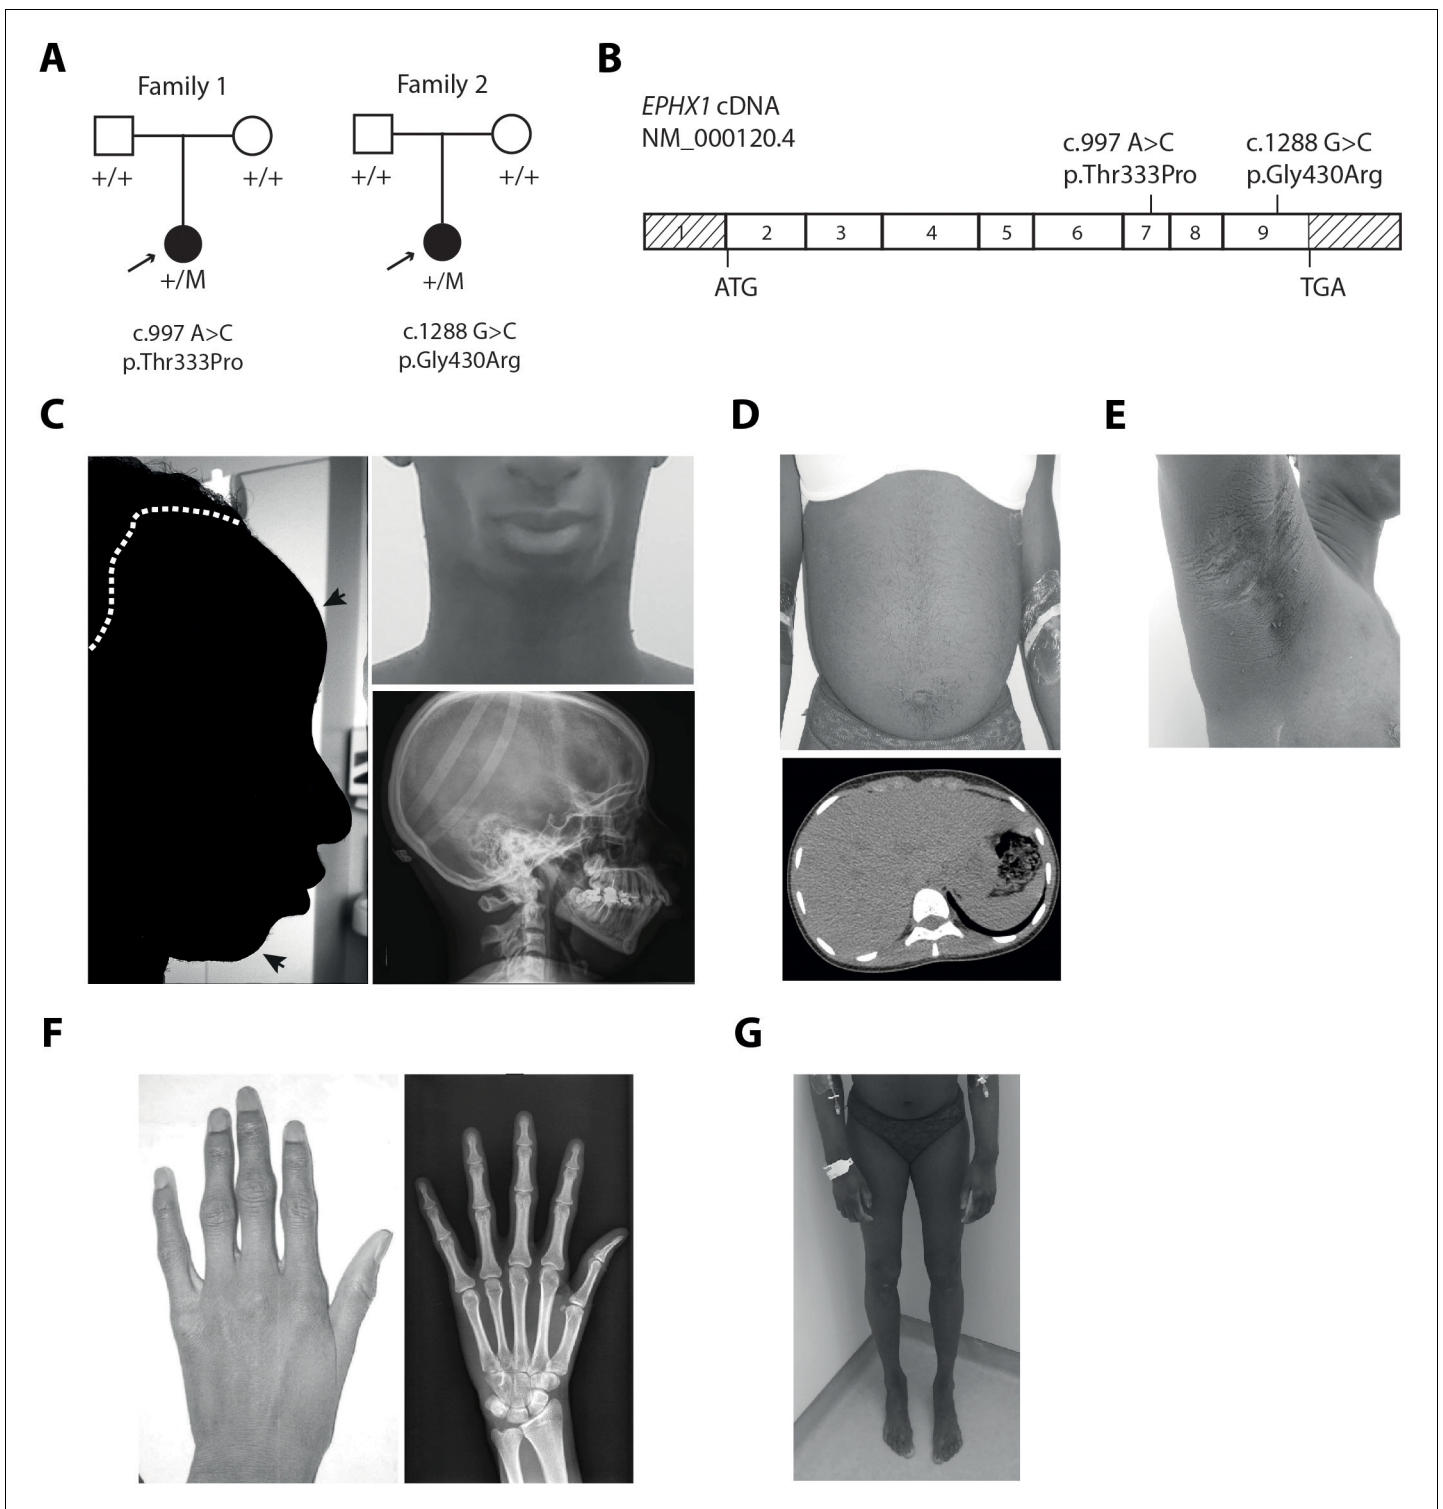 A
Family 1
Family 2
+/+
+/+
+/+
+/+
+/M
+/M
c.997 A>C
p.Thr333Pro
c.1288 G>C
p.Gly430Arg
B
EPHX1 cDNA
NM_000120.4
c.997 A>C
p.Thr333Pro
c.1288 G>C
p.Gly430Arg
1 2 3 4 5 6 7 8 9
ATG
TGA
C
D
E
F
G